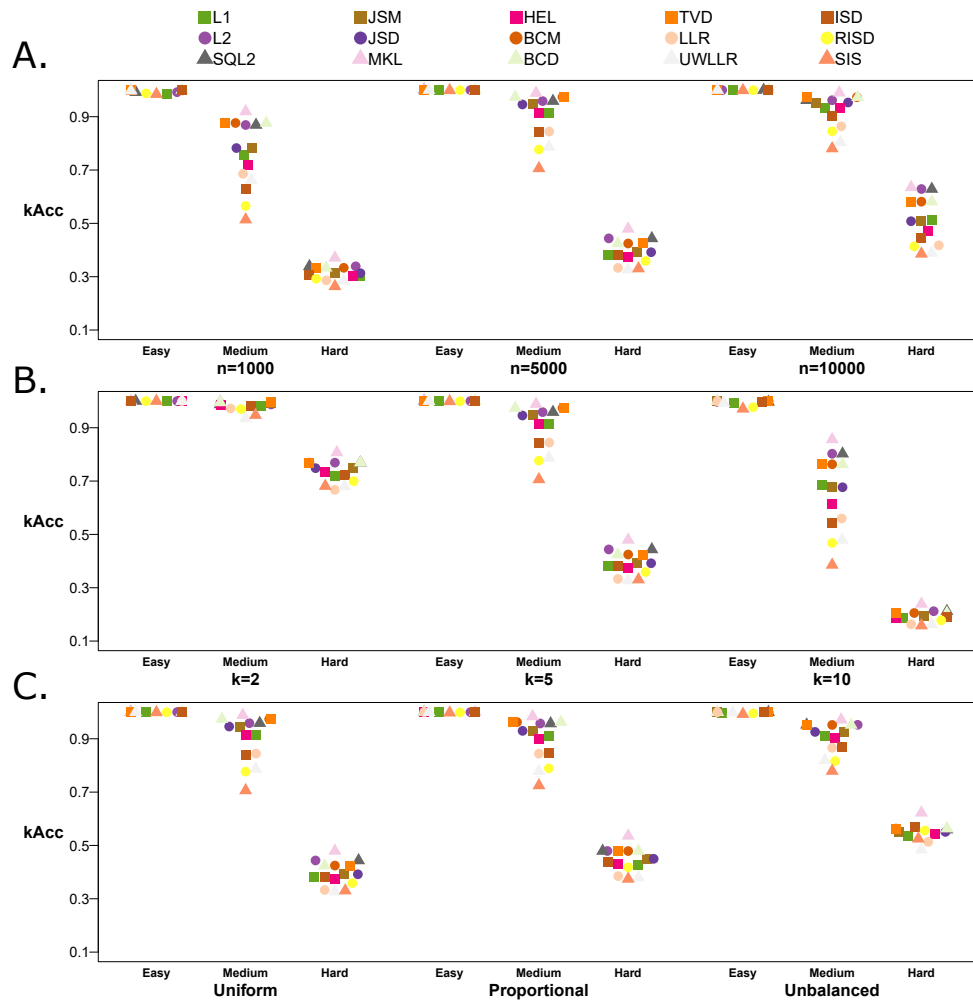 L1 JSM HEL TVD ISD
L2 JSD BCM LLR RISD
SQL2 MKL BCD UWLLR SIS
A.
0.9
0.7
kAcc
0.5
0.3
0.1
Easy Medium Hard Easy Medium Hard Easy Medium Hard
n=1000 n=5000 n=10000
B.
0.9
0.7
kAcc
0.5
0.3
0.1
Easy Medium Hard Easy Medium Hard Easy Medium Hard
k=2 k=5 k=10
C.
0.9
0.7
kAcc
0.5
0.3
0.1
Easy Medium Hard Easy Medium Hard Easy Medium Hard
Uniform Proportional Unbalanced